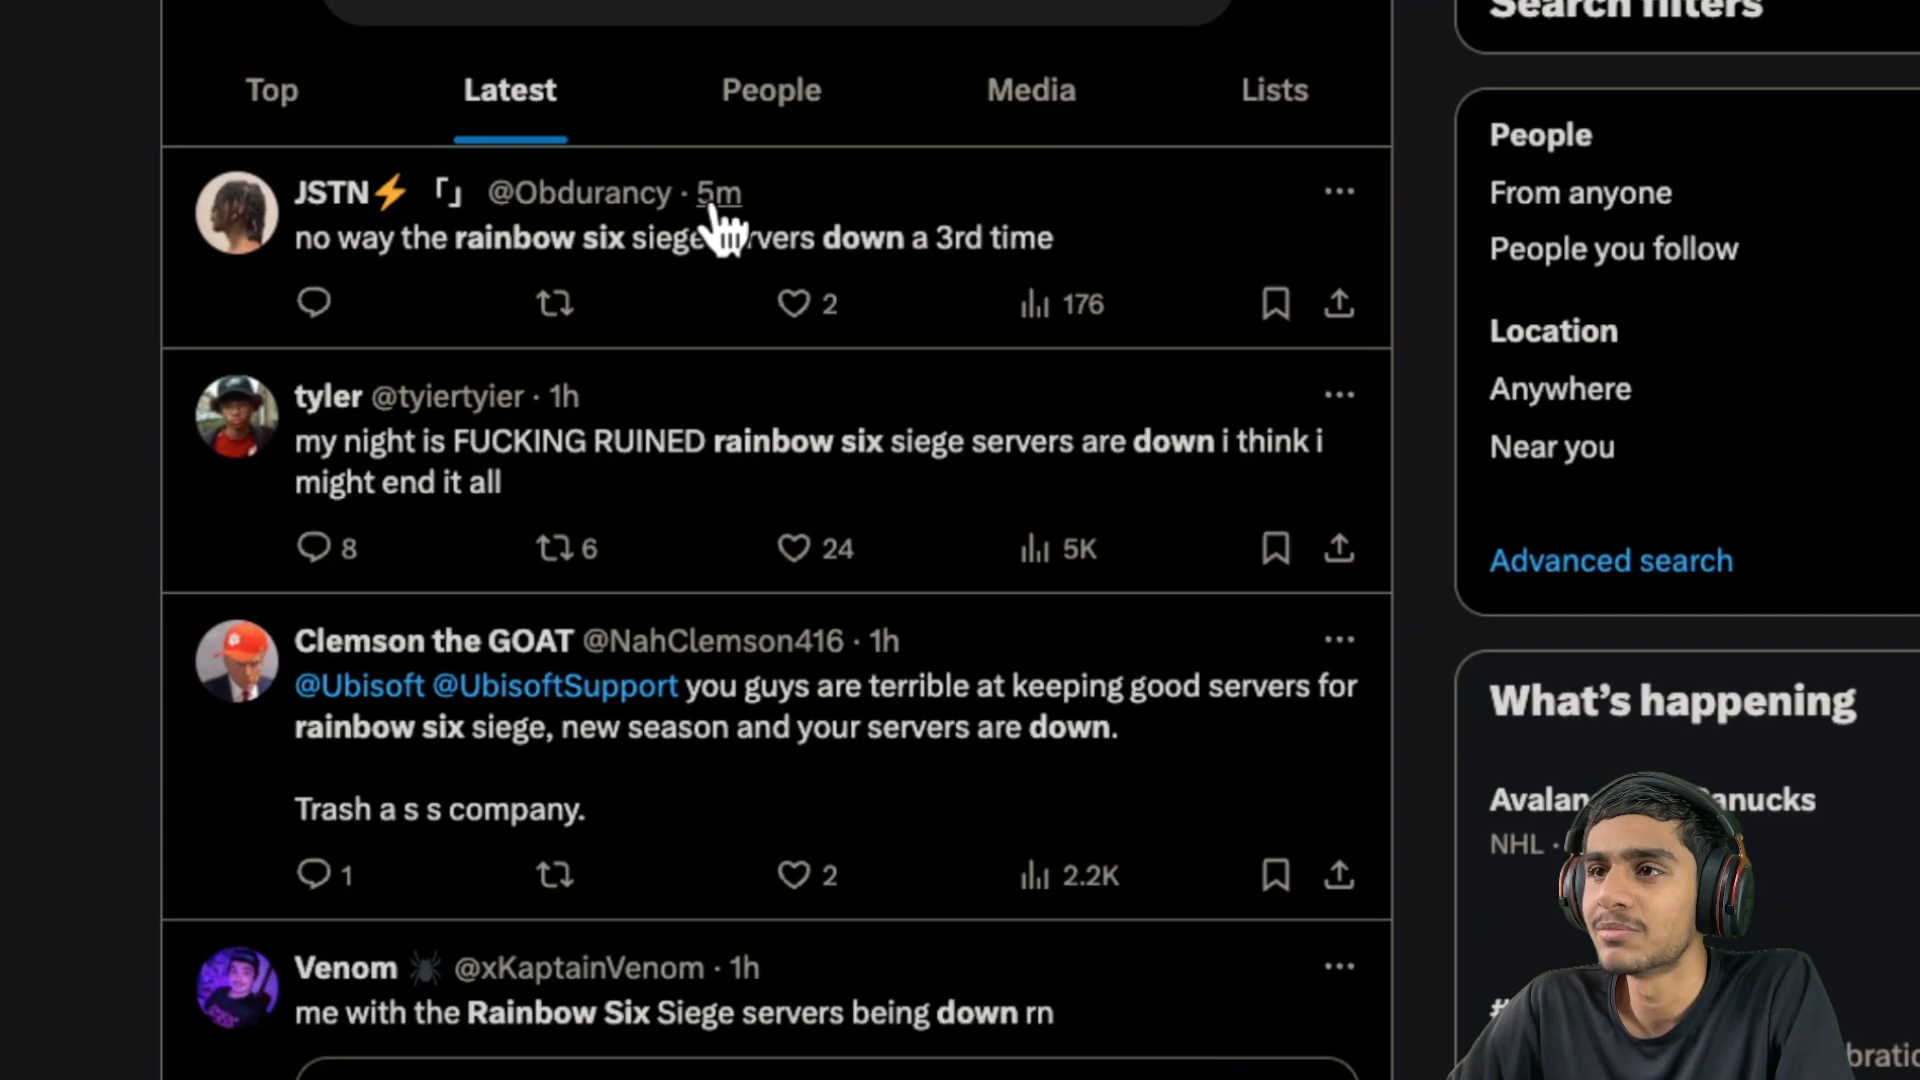 Search filters
Top Latest People Media Lists
JSTN⚡「」 @Obdurancy · 5m
no way the rainbow six siege servers down a 3rd time
2 176
tyler @tyiertyier · 1h
my night is FUCKING RUINED rainbow six siege servers are down i think i
might end it all
8 6 24 5K
Clemson the GOAT @NahClemson416 · 1h
@Ubisoft @UbisoftSupport you guys are terrible at keeping good servers for
rainbow six siege, new season and your servers are down.
Trash a s s company.
1 2 2.2K
Venom 🕷 @xKaptainVenom · 1h
me with the Rainbow Six Siege servers being down rn
People
From anyone
People you follow
Location
Anywhere
Near you
Advanced search
What’s happening
NHL ·